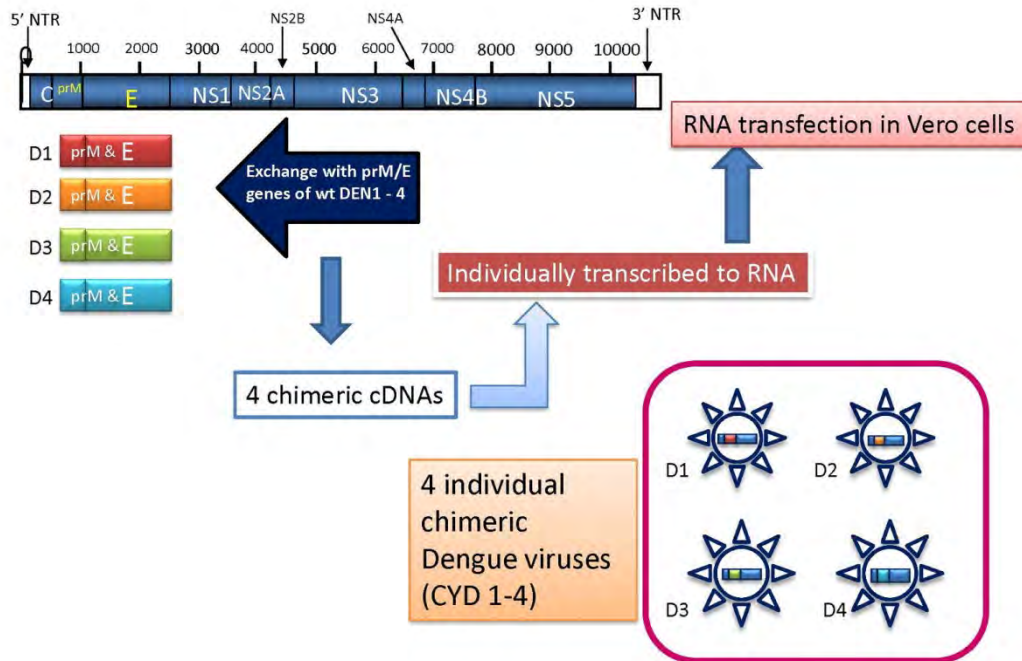 5’ NTR
NS2B
NS4A
3’ NTR
0
1000 2000 3000 4000 5000 6000 7000 8000 9000 10000
C prM E NS1 NS2A NS3 NS4B NS5
D1 prM & E
D2 prM & E
D3 prM & E
D4 prM & E
Exchange with prM/E
genes of wt DEN1 - 4
RNA transfection in Vero cells
Individually transcribed to RNA
4 chimeric cDNAs
4 individual
chimeric
Dengue viruses
(CYD 1-4)
D1
D2
D3
D4